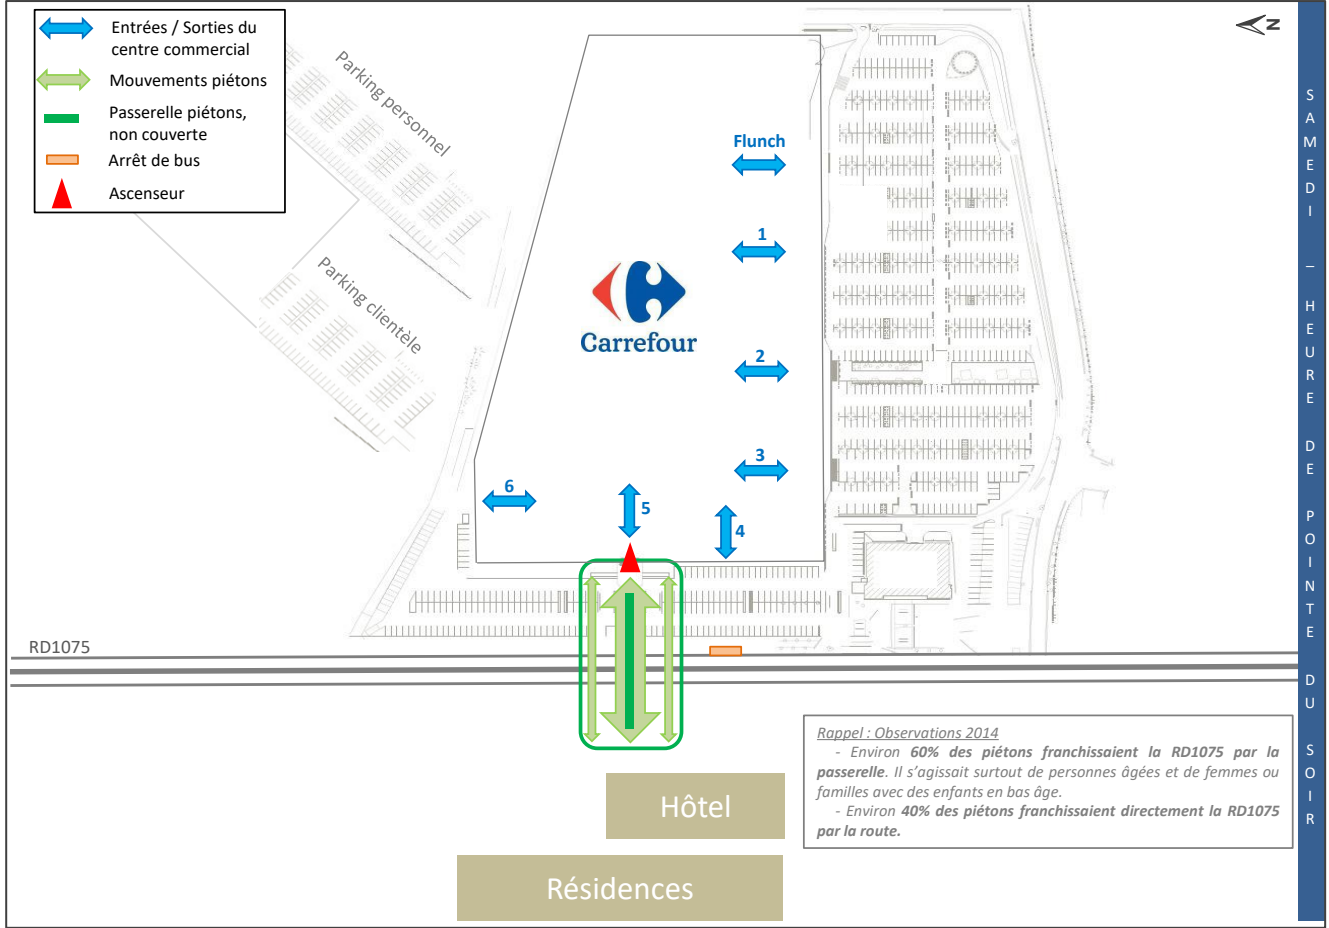 Entrées / Sorties du
centre commercial
Mouvements piétons
Passerelle piétons,
non couverte
Arrêt de bus
Ascenseur
Parking personnel
Parking clientèle
N
Flunch
1
Carrefour
2
3
6
5
4
RD1075
Rappel : Observations 2014
- Environ 60% des piétons franchissaient la RD1075 par la
passerelle. Il s’agissait surtout de personnes âgées et de femmes ou
familles avec des enfants en bas âge.
- Environ 40% des piétons franchissaient directement la RD1075
par la route.
Hôtel
Résidences
SAMEDI – HEURE DE POINTE DU SOIR